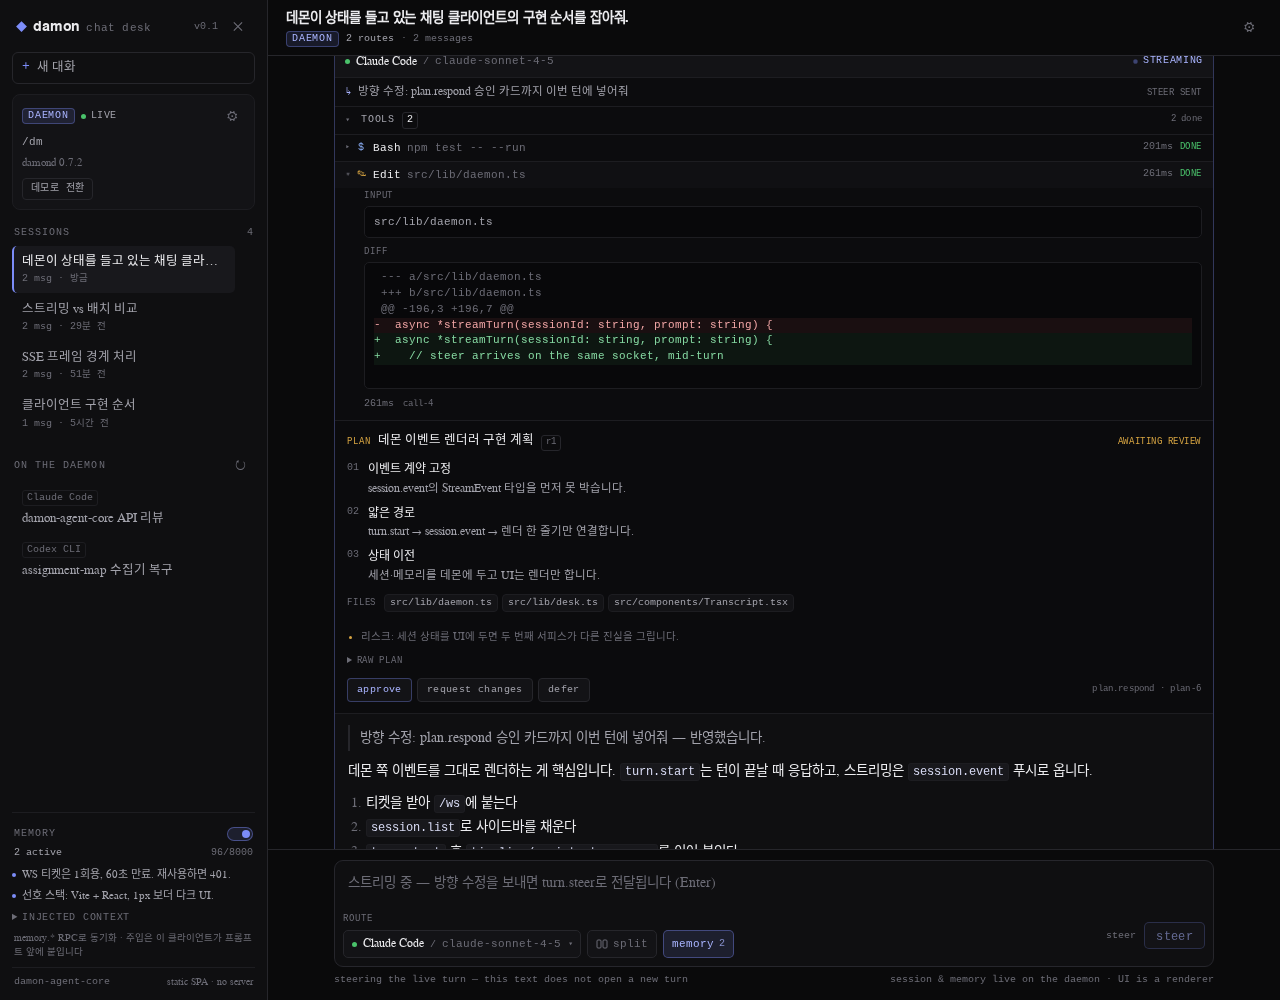 damon chat desk v0.1 ×
+ 새 대화
DAEMON LIVE
/dm
damond 0.7.2
데모로 전환
SESSIONS 4
데몬이 상태를 들고 있는 채팅 클라…
2 msg · 방금
스트리밍 vs 배치 비교
2 msg · 29분 전
SSE 프레임 경계 처리
2 msg · 51분 전
클라이언트 구현 순서
1 msg · 5시간 전
ON THE DAEMON
Claude Code
damon-agent-core API 리뷰
Codex CLI
assignment-map 수집기 복구
MEMORY
2 active 96/8000
WS 티켓은 1회용, 60초 만료. 재사용하면 401.
선호 스택: Vite + React, 1px 보더 다크 UI.
INJECTED CONTEXT
memory.* RPC로 동기화 · 주입은 이 클라이언트가 프롬프
트 앞에 붙입니다
damon-agent-core static SPA · no server
데몬이 상태를 들고 있는 채팅 클라이언트의 구현 순서를 잡아줘.
DAEMON 2 routes · 2 messages
Claude Code / claude-sonnet-4-5 STREAMING
↳ 방향 수정: plan.respond 승인 카드까지 이번 턴에 넣어줘 STEER SENT
TOOLS 2 2 done
$ Bash npm test -- --run 201ms DONE
Edit src/lib/daemon.ts 261ms DONE
INPUT
src/lib/daemon.ts
DIFF
--- a/src/lib/daemon.ts
+++ b/src/lib/daemon.ts
@@ -196,3 +196,7 @@
- async *streamTurn(sessionId: string, prompt: string) {
+ async *streamTurn(sessionId: string, prompt: string) {
+ // steer arrives on the same socket, mid-turn
261ms call-4
PLAN 데몬 이벤트 렌더러 구현 계획 r1 AWAITING REVIEW
01 이벤트 계약 고정
session.event의 StreamEvent 타입을 먼저 못 박습니다.
02 얇은 경로
turn.start → session.event → 렌더 한 줄기만 연결합니다.
03 상태 이전
세션·메모리를 데몬에 두고 UI는 렌더만 합니다.
FILES src/lib/daemon.ts src/lib/desk.ts src/components/Transcript.tsx
리스크: 세션 상태를 UI에 두면 두 번째 서피스가 다른 진실을 그립니다.
RAW PLAN
approve request changes defer plan.respond · plan-6
방향 수정: plan.respond 승인 카드까지 이번 턴에 넣어줘 — 반영했습니다.
데몬 쪽 이벤트를 그대로 렌더하는 게 핵심입니다. turn.start는 턴이 끝날 때 응답하고, 스트리밍은 session.event 푸시로 옵니다.
1. 티켓을 받아 /ws에 붙는다
2. session.list로 사이드바를 채운다
스트리밍 중 — 방향 수정을 보내면 turn.steer로 전달됩니다 (Enter)
ROUTE
Claude Code / claude-sonnet-4-5 split memory 2 steer steer
steering the live turn — this text does not open a new turn session & memory live on the daemon · UI is a renderer